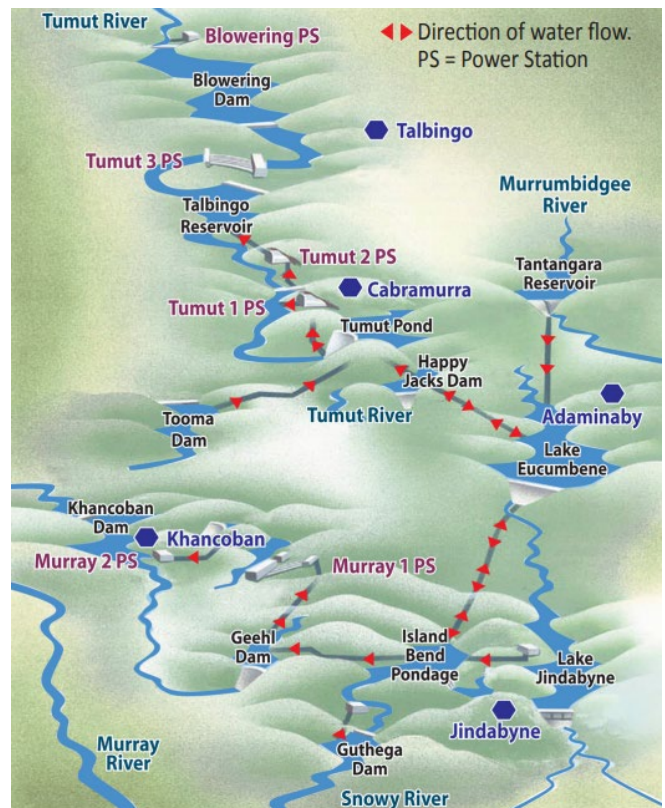 Tumut River
Blowering PS
Direction of water flow.
PS = Power Station
Blowering
Dam
Talbingo
Tumut 3 PS
Murrumbidgee
River
Talbingo
Reservoir
Tumut 2 PS
Tantangara
Reservoir
Cabramurra
Tumut 1 PS
Tumut Pond
Happy
Jacks Dam
Adaminaby
Tooma
Dam
Tumut River
Lake
Eucumbene
Khancoban
Dam
Khancoban
Murray 2 PS
Murray 1 PS
Geehl
Dam
Island
Bend
Pondage
Lake
Jindabyne
Jindabyne
Murray
River
Guthega
Dam
Snowy River